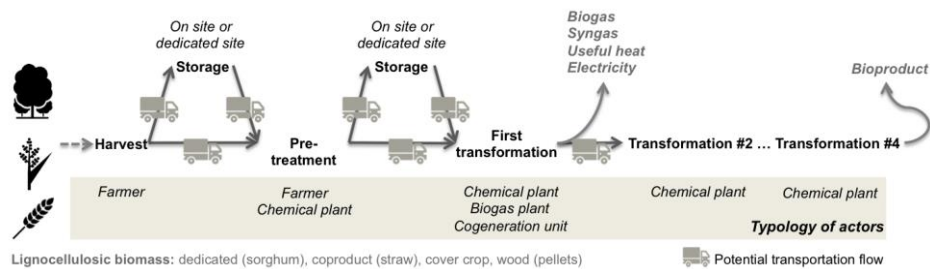 Biogas
Syngas
Useful heat
Electricity
On site or
dedicated site
Storage
On site or
dedicated site
Storage
Bioproduct
Harvest
Pre-
treatment
First
transformation
Transformation #2 ... Transformation #4
Farmer
Farmer
Chemical plant
Chemical plant
Biogas plant
Cogeneration unit
Chemical plant
Chemical plant
Typology of actors
Lignocellulosic biomass: dedicated (sorghum), coproduct (straw), cover crop, wood (pellets)
Potential transportation flow